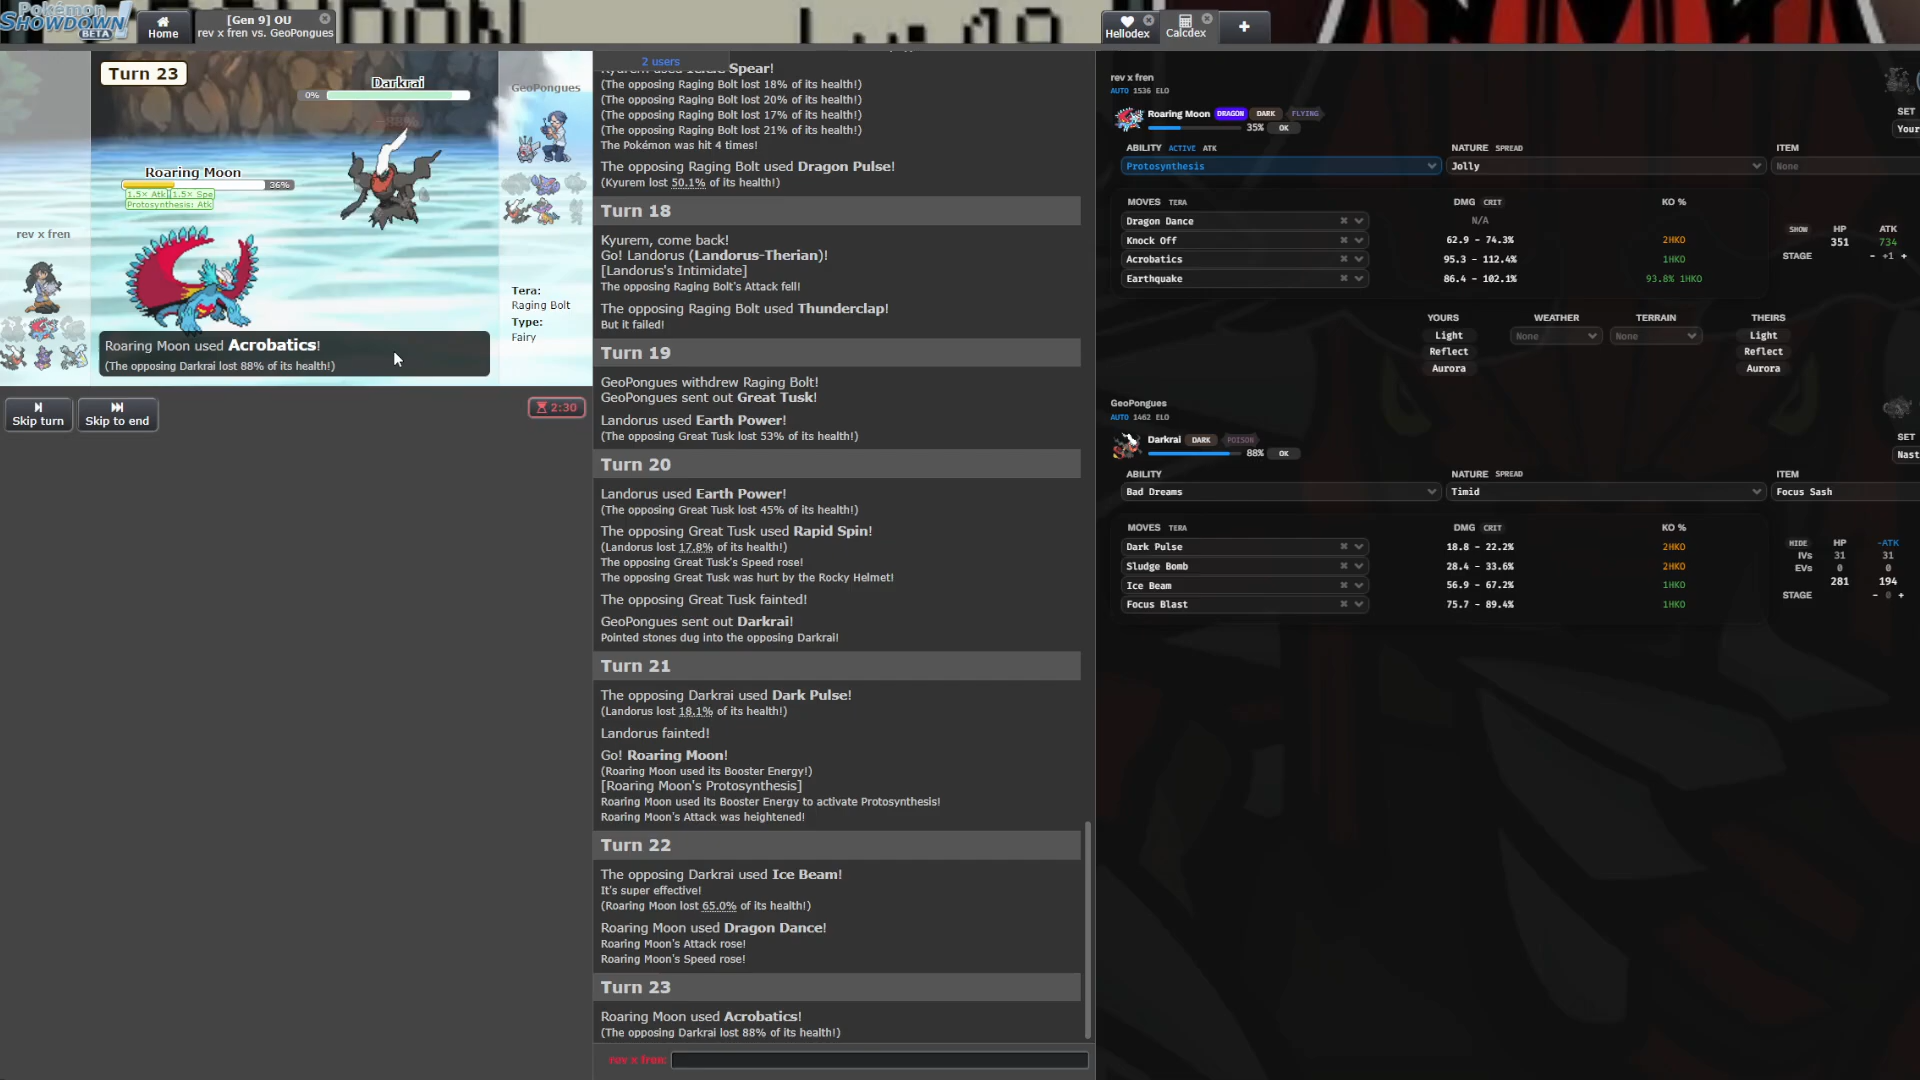 Pokémon
SHOWDOWN!
BETA
Home
[Gen 9] OU
rev x fren vs. GeoPongues
Hellodex
Calcdex
Turn 23
Darkrai
0%
-88%
Roaring Moon
36%
1.5× Atk 1.5× Spe
Protosynthesis: Atk
rev x fren
GeoPongues
Tera:
Raging Bolt
Type:
Fairy
Roaring Moon used Acrobatics!
(The opposing Darkrai lost 88% of its health!)
Skip turn
Skip to end
2:30
2 users
Spear!
(The opposing Raging Bolt lost 18% of its health!)
(The opposing Raging Bolt lost 20% of its health!)
(The opposing Raging Bolt lost 17% of its health!)
(The opposing Raging Bolt lost 21% of its health!)
The Pokémon was hit 4 times!
The opposing Raging Bolt used Dragon Pulse!
(Kyurem lost 50.1% of its health!)
Turn 18
Kyurem, come back!
Go! Landorus (Landorus-Therian)!
[Landorus's Intimidate]
The opposing Raging Bolt's Attack fell!
The opposing Raging Bolt used Thunderclap!
But it failed!
Turn 19
GeoPongues withdrew Raging Bolt!
GeoPongues sent out Great Tusk!
Landorus used Earth Power!
(The opposing Great Tusk lost 53% of its health!)
Turn 20
Landorus used Earth Power!
(The opposing Great Tusk lost 45% of its health!)
The opposing Great Tusk used Rapid Spin!
(Landorus lost 17.8% of its health!)
The opposing Great Tusk's Speed rose!
The opposing Great Tusk was hurt by the Rocky Helmet!
The opposing Great Tusk fainted!
GeoPongues sent out Darkrai!
Pointed stones dug into the opposing Darkrai!
Turn 21
The opposing Darkrai used Dark Pulse!
(Landorus lost 18.1% of its health!)
Landorus fainted!
Go! Roaring Moon!
(Roaring Moon used its Booster Energy!)
[Roaring Moon's Protosynthesis]
Roaring Moon used its Booster Energy to activate Protosynthesis!
Roaring Moon's Attack was heightened!
Turn 22
The opposing Darkrai used Ice Beam!
It's super effective!
(Roaring Moon lost 65.0% of its health!)
Roaring Moon used Dragon Dance!
Roaring Moon's Attack rose!
Roaring Moon's Speed rose!
Turn 23
Roaring Moon used Acrobatics!
(The opposing Darkrai lost 88% of its health!)
rev x fren:
rev x fren
AUTO 1536 ELO
Roaring Moon DRAGON DARK FLYING
35% OK
SET
Your
ABILITY ACTIVE ATK NATURE SPREAD ITEM
Protosynthesis Jolly None
MOVES TERA DMG CRIT KO %
Dragon Dance N/A
Knock Off 62.9 - 74.3% 2HKO
Acrobatics 95.3 - 112.4% 1HKO
Earthquake 86.4 - 102.1% 93.8% 1HKO
SHOW HP ATK
351 734
STAGE - +1 +
YOURS WEATHER TERRAIN THEIRS
Light None None Light
Reflect Reflect
Aurora Aurora
GeoPongues
AUTO 1462 ELO
Darkrai DARK POISON
88% OK
SET
Nast
ABILITY NATURE SPREAD ITEM
Bad Dreams Timid Focus Sash
MOVES TERA DMG CRIT KO %
Dark Pulse 18.8 - 22.2% 2HKO
Sludge Bomb 28.4 - 33.6% 2HKO
Ice Beam 56.9 - 67.2% 1HKO
Focus Blast 75.7 - 89.4% 1HKO
HIDE HP -ATK
IVs 31 31
EVs 0 0
281 194
STAGE - 0 +